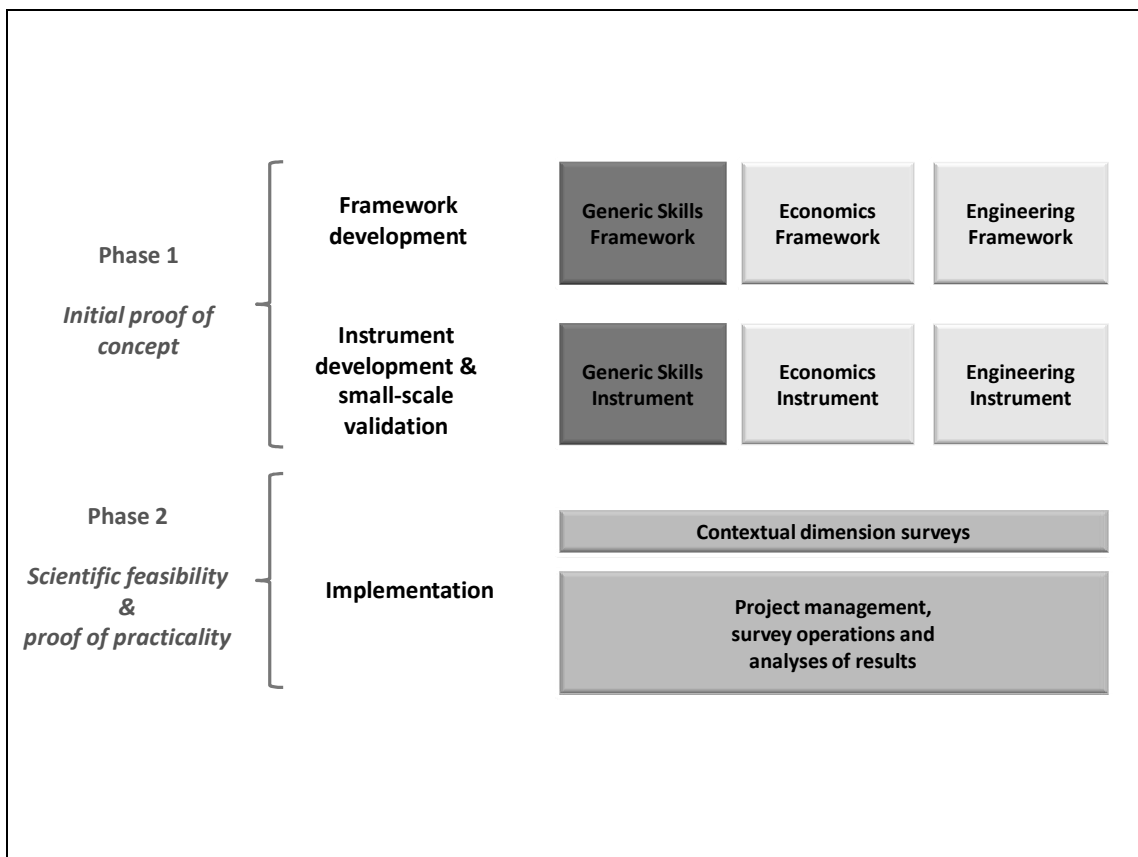 Phase 1
Initial proof of
concept
Framework
development
Generic Skills
Framework
Economics
Framework
Engineering
Framework
Instrument
development &
small-scale
validation
Generic Skills
Instrument
Economics
Instrument
Engineering
Instrument
Phase 2
Scientific feasibility
&
proof of practicality
Implementation
Contextual dimension surveys
Project management,
survey operations and
analyses of results